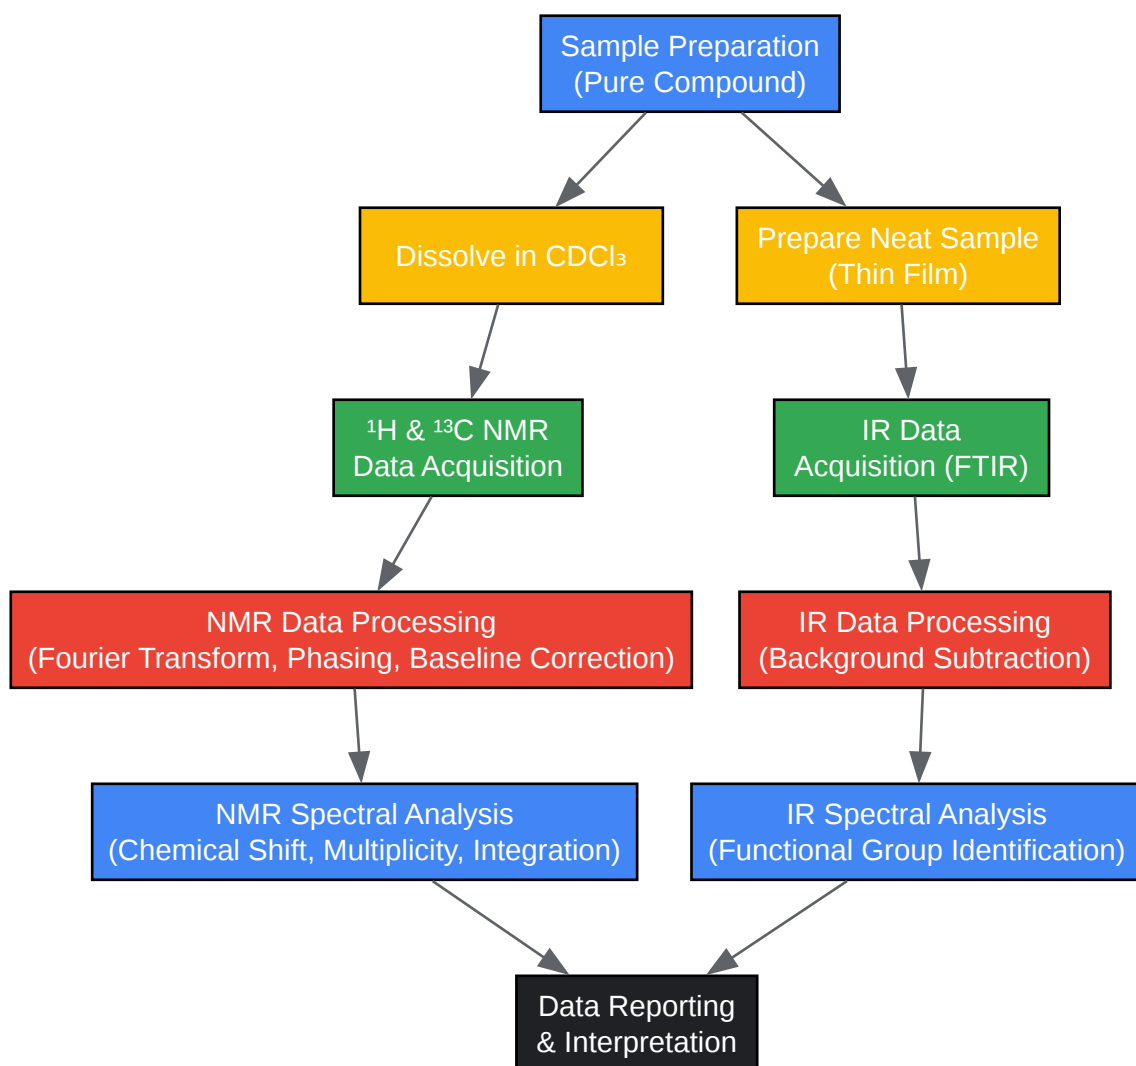 Sample Preparation
(Pure Compound)
Dissolve in CDCl₃
Prepare Neat Sample
(Thin Film)
¹H & ¹³C NMR
Data Acquisition
IR Data
Acquisition (FTIR)
NMR Data Processing
(Fourier Transform, Phasing, Baseline Correction)
IR Data Processing
(Background Subtraction)
NMR Spectral Analysis
(Chemical Shift, Multiplicity, Integration)
IR Spectral Analysis
(Functional Group Identification)
Data Reporting
& Interpretation